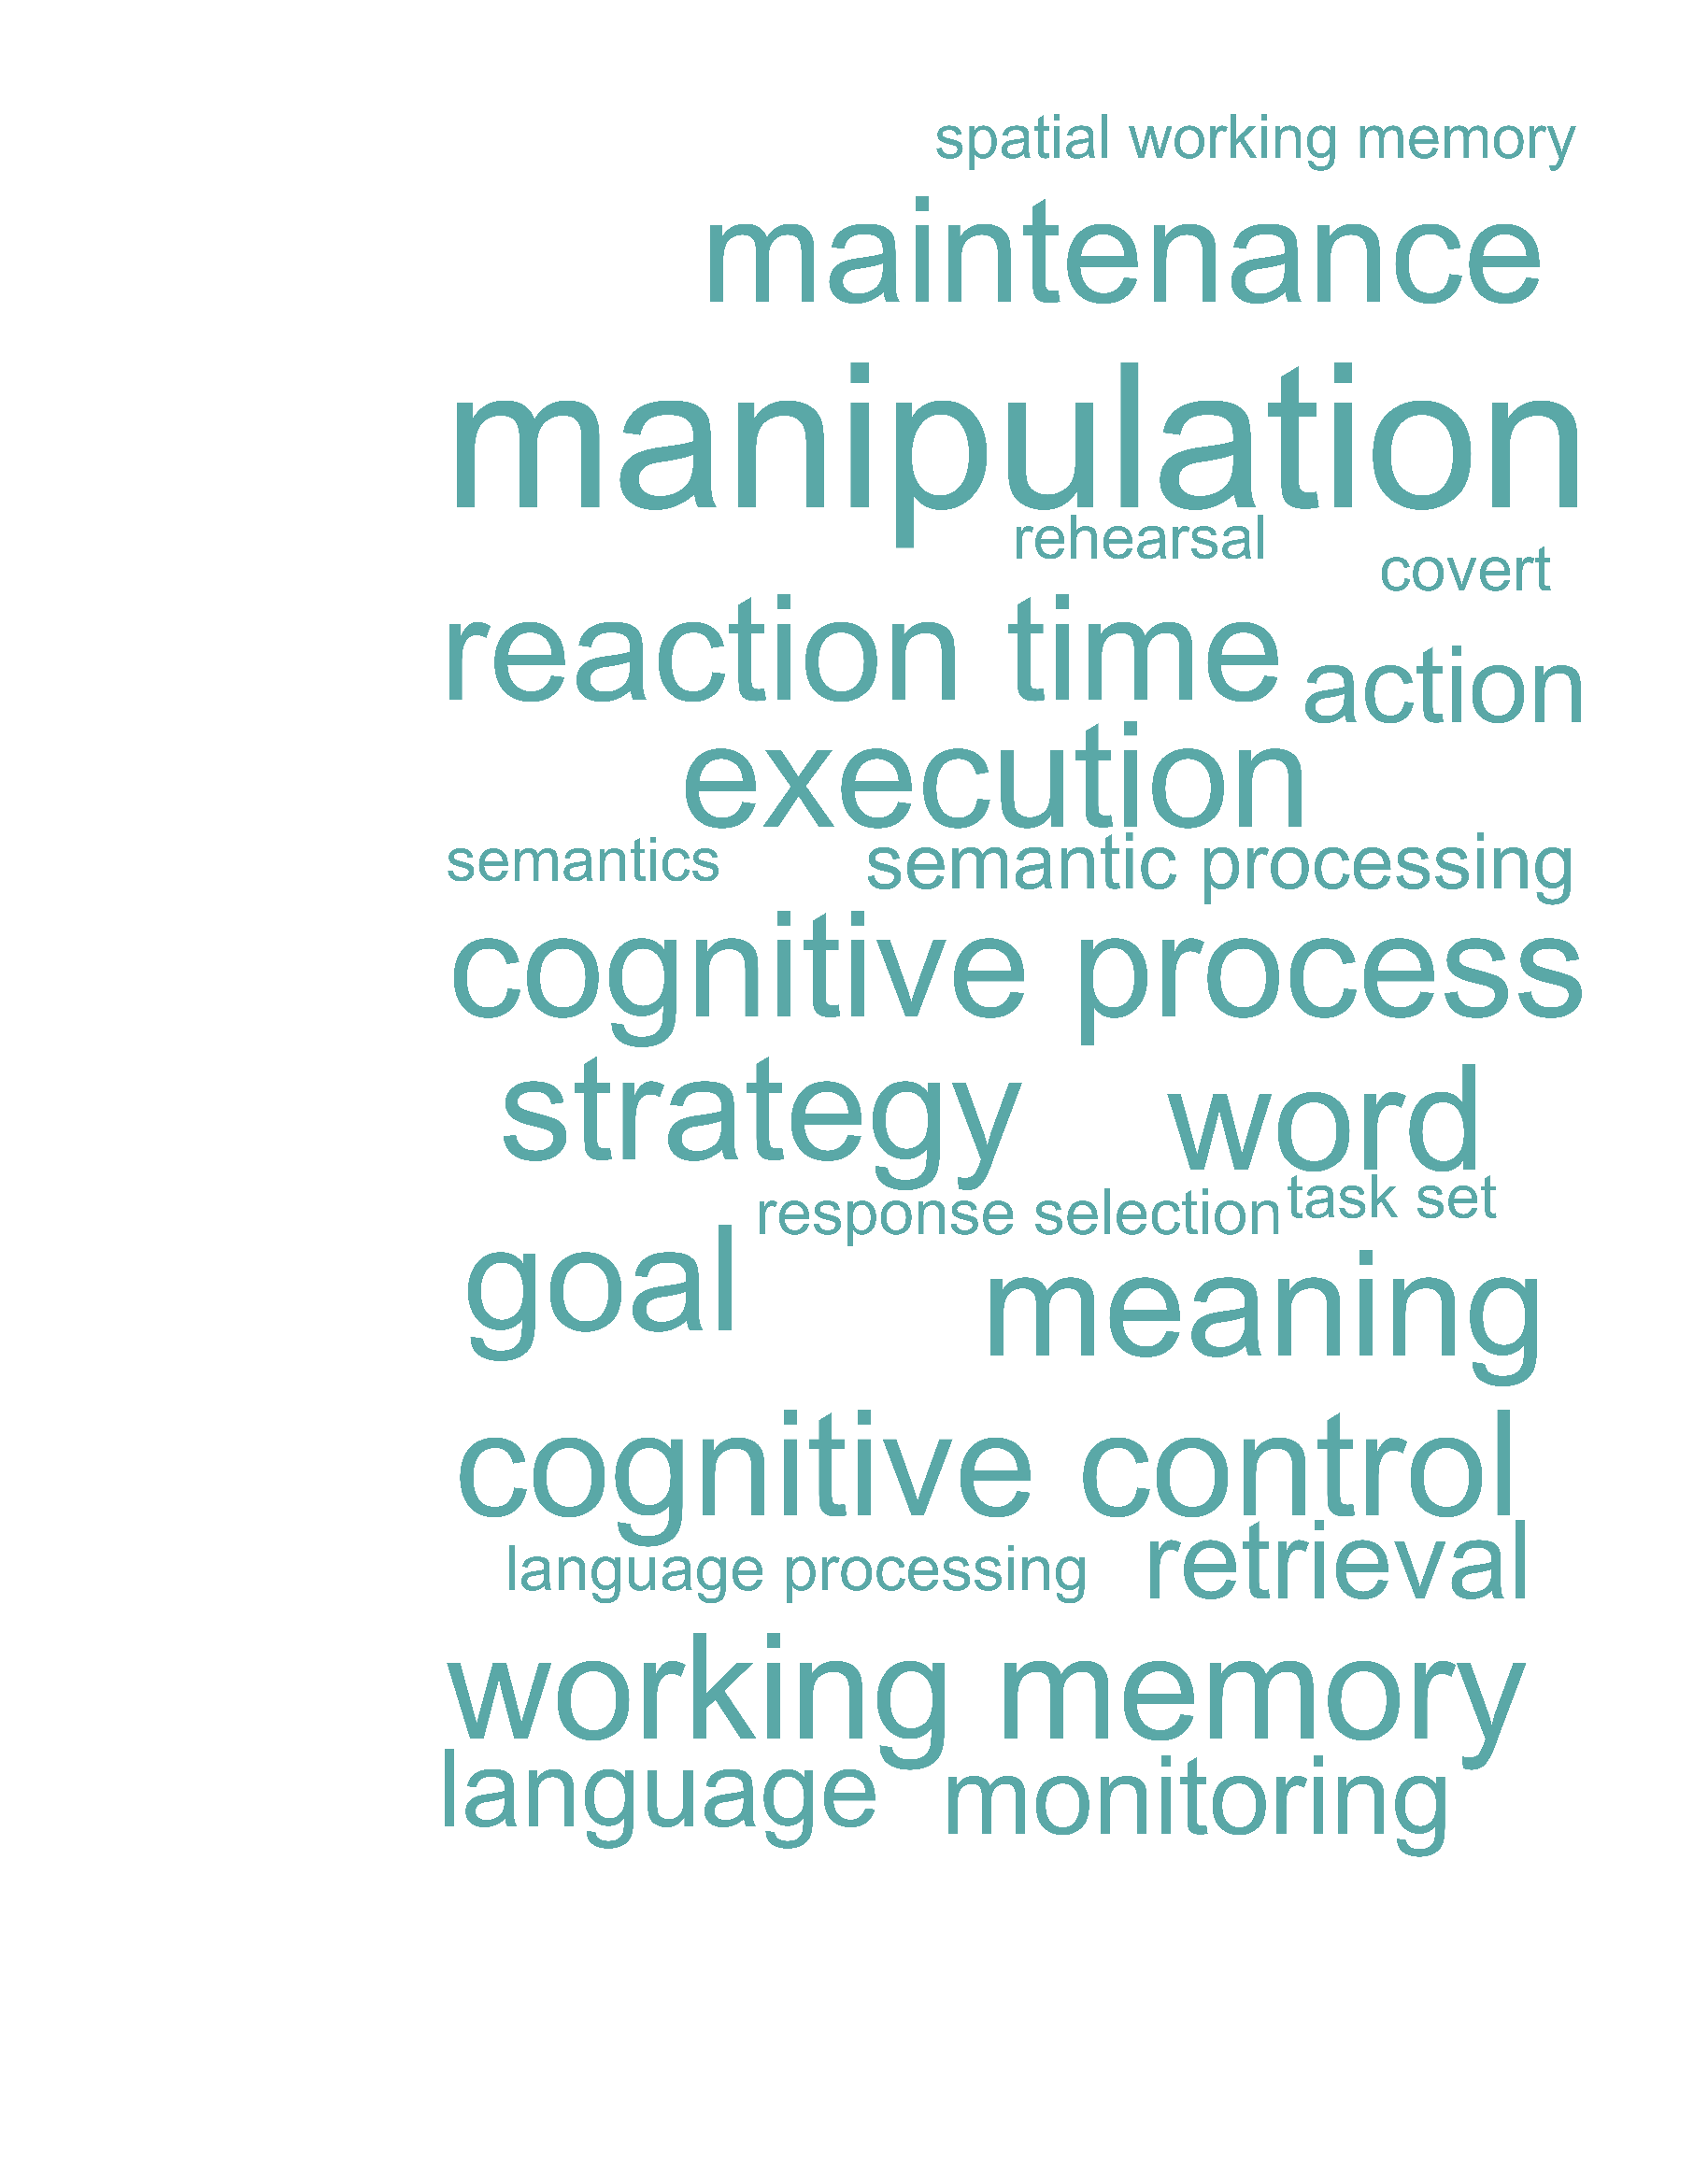 spatial working memory
maintenance
manipulation
rehearsal
covert
reaction time
action
execution
semantics semantic processing
cognitive process
strategy word
response selection task set
goal meaning
cognitive control
language processing retrieval
working memory
language monitoring